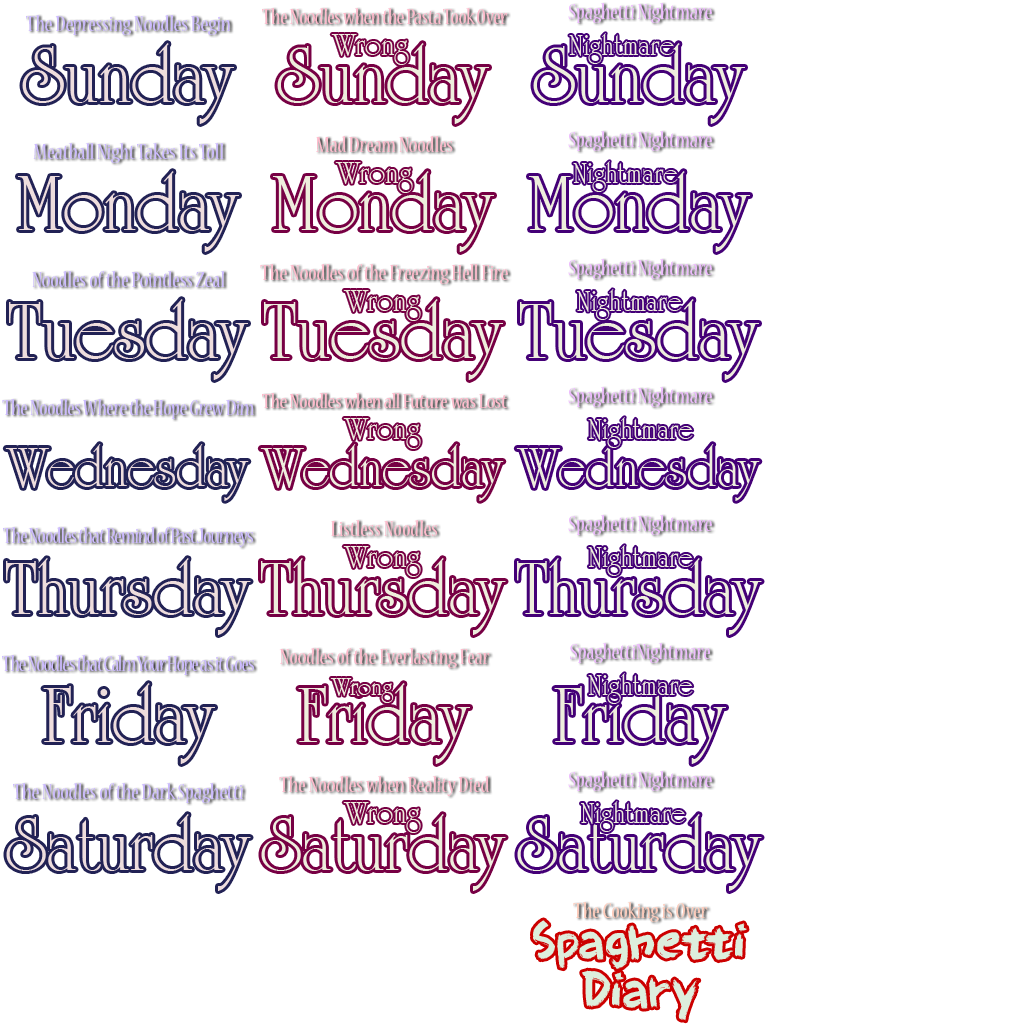 The Depressing Noodles Begin
Sunday
The Noodles when the Pasta Took Over
Wrong
Sunday
Spaghetti Nightmare
Nightmare
Sunday
Meatball Night Takes Its Toll
Monday
Mad Dream Noodles
Wrong
Monday
Spaghetti Nightmare
Nightmare
Monday
Noodles of the Pointless Zeal
Tuesday
The Noodles of the Freezing Hell Fire
Wrong
Tuesday
Spaghetti Nightmare
Nightmare
Tuesday
The Noodles Where the Hope Grew Dim
Wednesday
The Noodles when all Future was Lost
Wrong
Wednesday
Spaghetti Nightmare
Nightmare
Wednesday
The Noodles that Remind of Past Journeys
Thursday
Listless Noodles
Wrong
Thursday
Spaghetti Nightmare
Nightmare
Thursday
The Noodles that Calm Your Hope as it Goes
Friday
Noodles of the Everlasting Fear
Wrong
Friday
Spaghetti Nightmare
Nightmare
Friday
The Noodles of the Dark Spaghetti
Saturday
The Noodles when Reality Died
Wrong
Saturday
Spaghetti Nightmare
Nightmare
Saturday
The Cooking is Over
Spaghetti
Diary